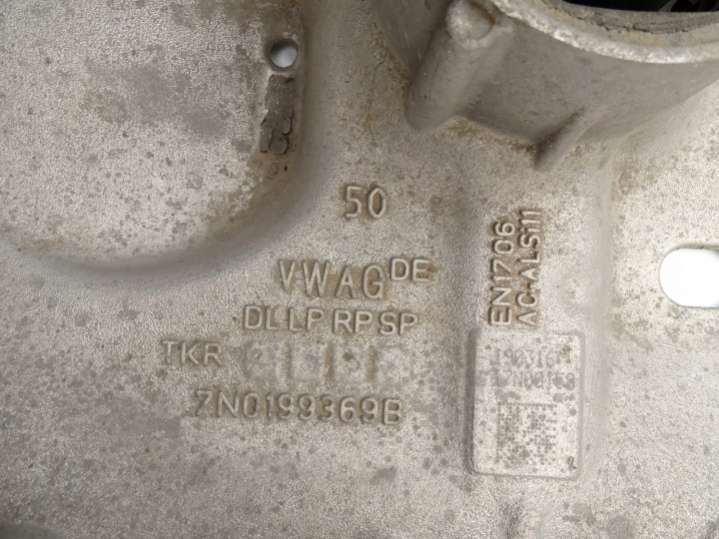 50
VWAG DE
DL LP RP SP
TKR
7N0199369B
EN1706
AC-ALSi11